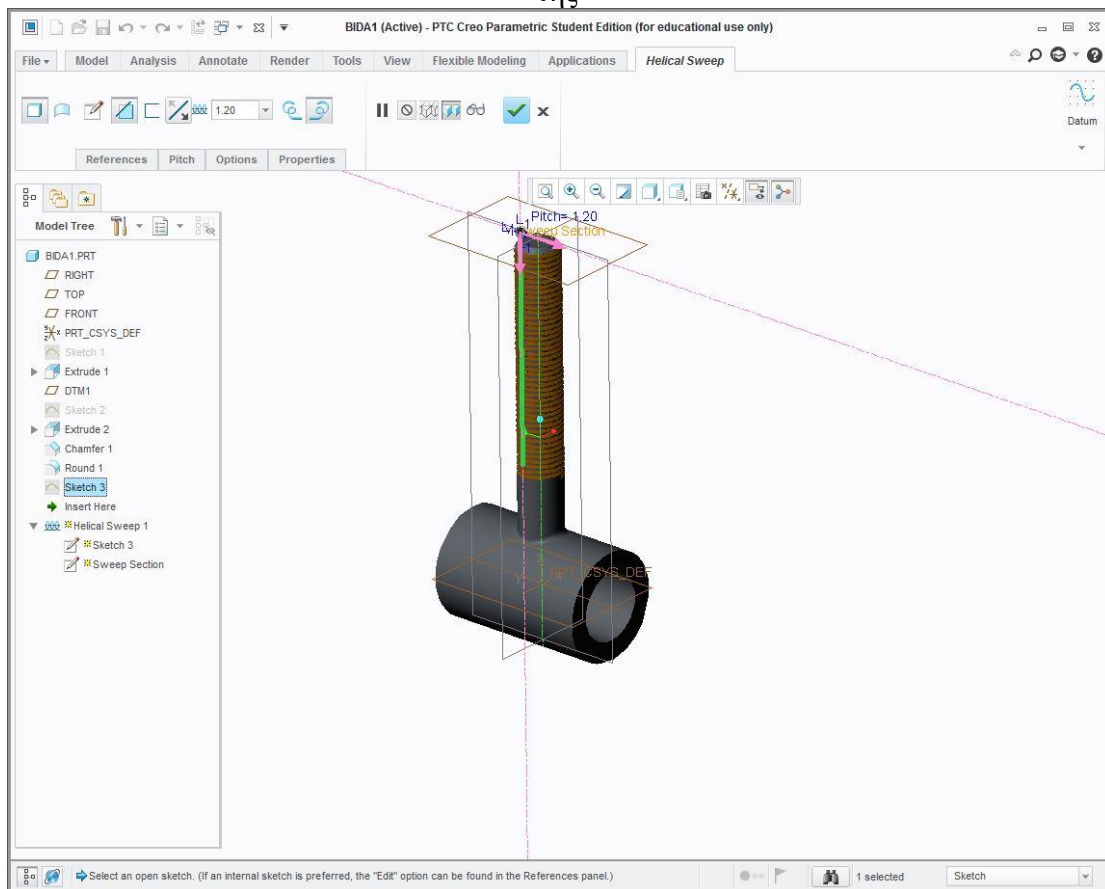 BIDA1 (Active) - PTC Creo Parametric Student Edition (for educational use only)
File Model Analysis Annotate Render Tools View Flexible Modeling Applications Helical Sweep
1.20
Datum
References Pitch Options Properties
Model Tree
BIDA1.PRT
RIGHT
TOP
FRONT
PRT_CSYS_DEF
Sketch 1
Extrude 1
DTM1
Sketch 2
Extrude 2
Chamfer 1
Round 1
Sketch 3
Insert Here
Helical Sweep 1
Sketch 3
Sweep Section
Pitch= 1.20
Section
PRT_CSYS_DEF
Select an open sketch. (If an internal sketch is preferred, the "Edit" option can be found in the References panel.)
1 selected
Sketch